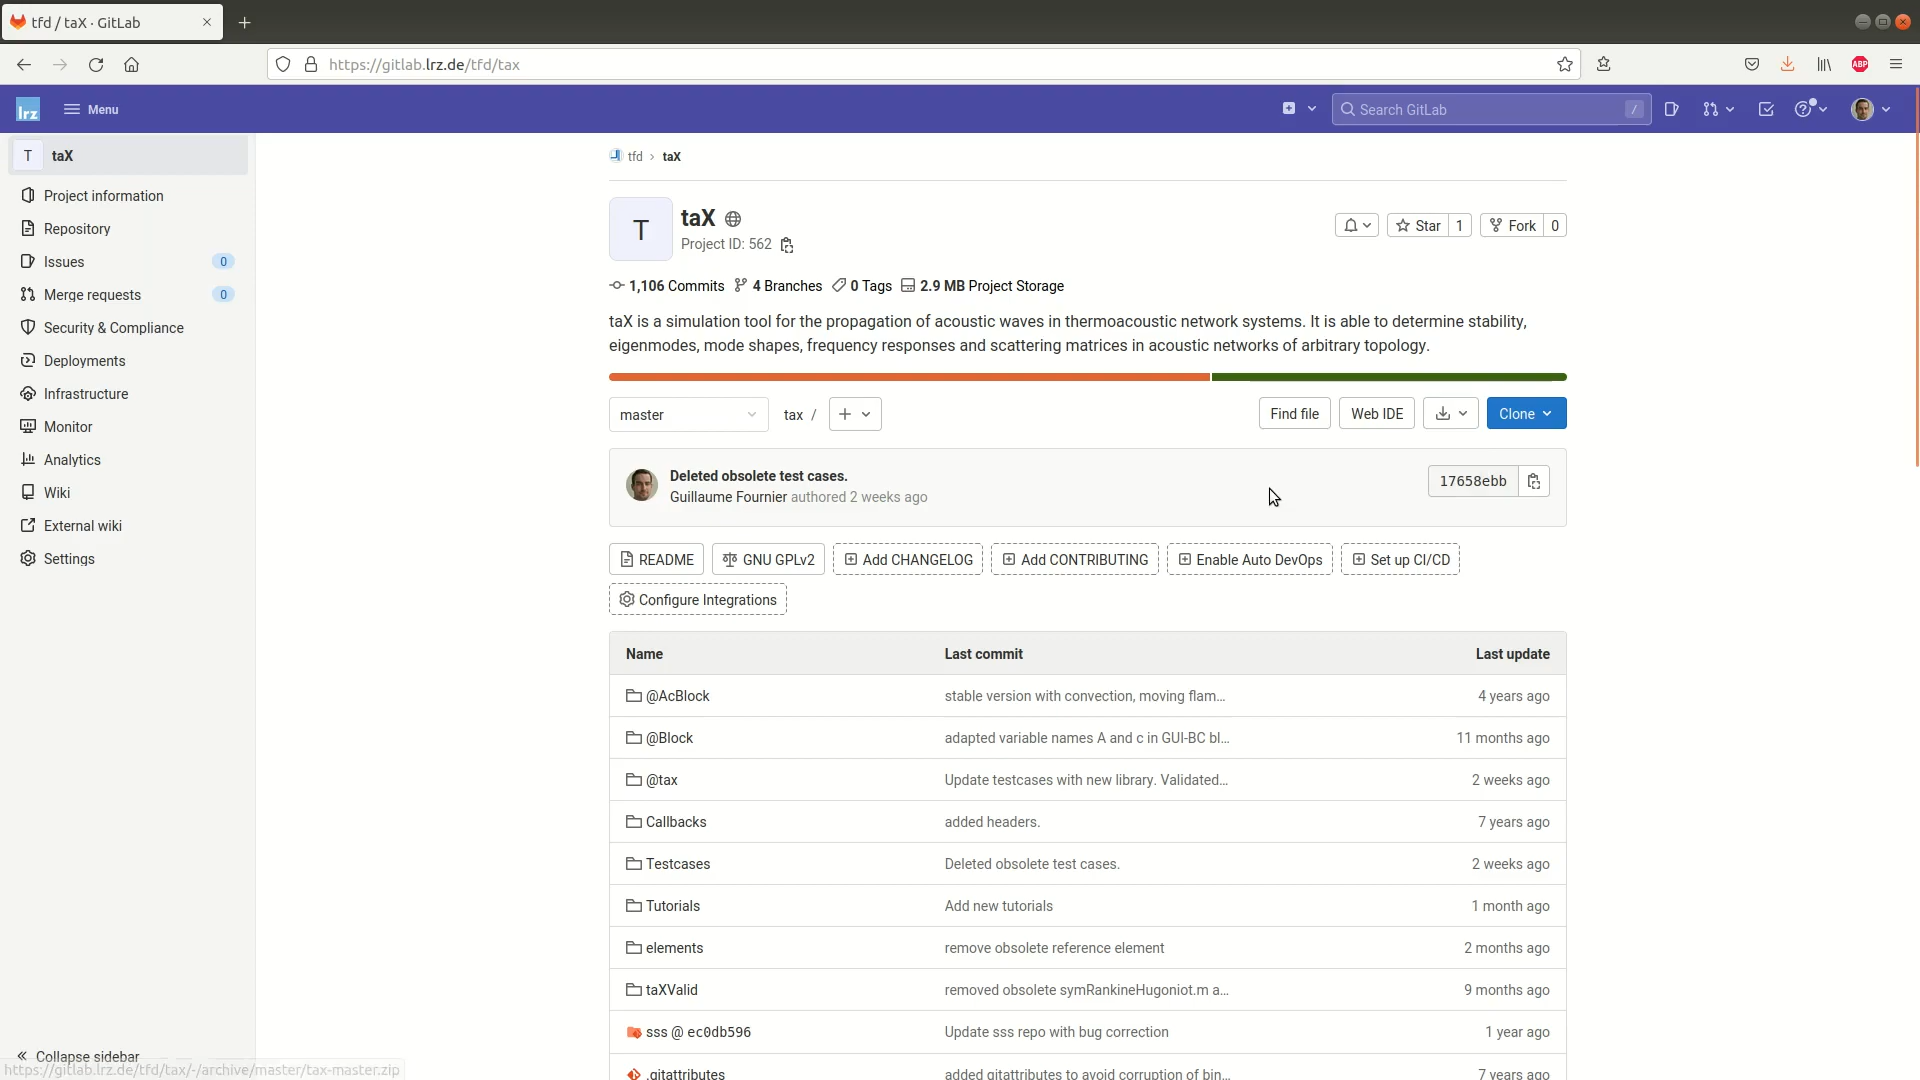 tfd / taX · GitLab
https://gitlab.lrz.de/tfd/tax
ABP
lrz
Menu
Search GitLab
/
T
taX
Project information
Repository
Issues
0
Merge requests
0
Security & Compliance
Deployments
Infrastructure
Monitor
Analytics
Wiki
External wiki
Settings
Collapse sidebar
https://gitlab.lrz.de/tfd/tax/-/archive/master/tax-master.zip
tfd › taX
T
taX
Project ID: 562
Star
1
Fork
0
1,106 Commits
4 Branches
0 Tags
2.9 MB Project Storage
taX is a simulation tool for the propagation of acoustic waves in thermoacoustic network systems. It is able to determine stability,
eigenmodes, mode shapes, frequency responses and scattering matrices in acoustic networks of arbitrary topology.
master
tax /
Find file
Web IDE
Clone
Deleted obsolete test cases.
Guillaume Fournier authored 2 weeks ago
17658ebb
README
GNU GPLv2
Add CHANGELOG
Add CONTRIBUTING
Enable Auto DevOps
Set up CI/CD
Configure Integrations
Name Last commit Last update
@AcBlock stable version with convection, moving flam... 4 years ago
@Block adapted variable names A and c in GUI-BC bl... 11 months ago
@tax Update testcases with new library. Validated... 2 weeks ago
Callbacks added headers. 7 years ago
Testcases Deleted obsolete test cases. 2 weeks ago
Tutorials Add new tutorials 1 month ago
elements remove obsolete reference element 2 months ago
taXValid removed obsolete symRankineHugoniot.m a... 9 months ago
sss @ ec0db596 Update sss repo with bug correction 1 year ago
.gitattributes added gitattributes to avoid corruption of bin... 7 years ago